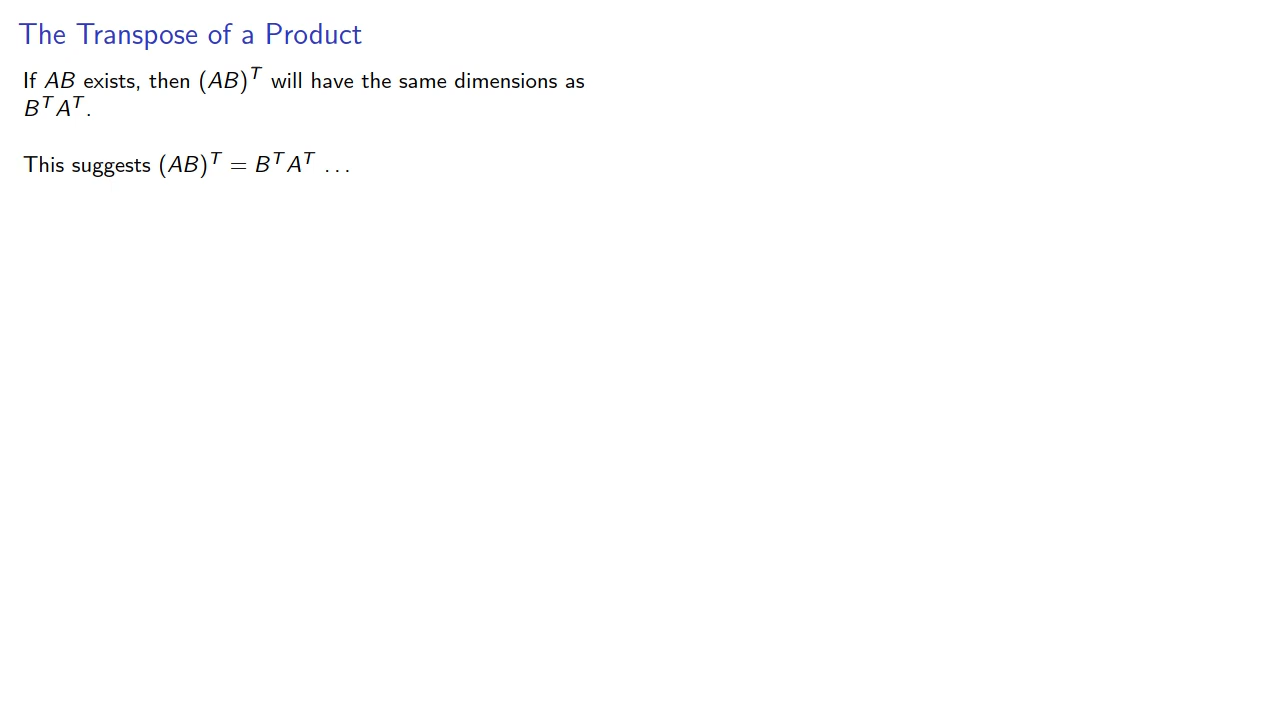 The Transpose of a Product
If AB exists, then (AB)^T will have the same dimensions as
B^T A^T.
This suggests (AB)^T = B^T A^T ...